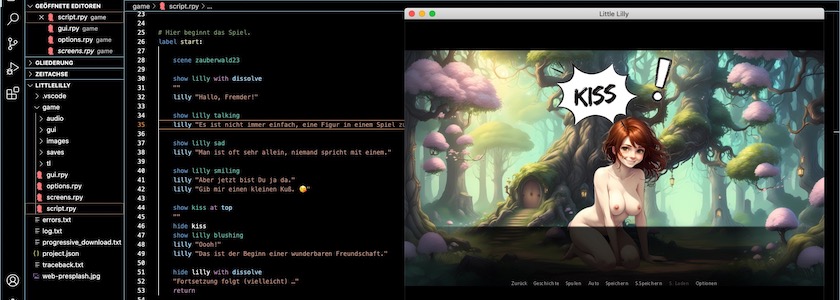 GEÖFFNETE EDITOREN
script.rpy game
gui.rpy game
options.rpy game
screens.rpy game
GLIEDERUNG
ZEITACHSE
LITTLELILLY
.vscode
game
audio
gui
images
saves
tl
gui.rpy
options.rpy
screens.rpy
script.rpy
errors.txt
log.txt
progressive_download.txt
project.json
traceback.txt
web-presplash.jpg
game > script.rpy > ...
23
24
25 # Hier beginnt das Spiel.
26 label start:
27
28 scene zauberwald23
29
30 show lilly with dissolve
31 ""
32 lilly "Hallo, Fremder!"
33
34 show lilly talking
35 lilly "Es ist nicht immer einfach, eine Figur in einem Spiel
36
37 show lilly sad
38 lilly "Man ist oft sehr allein, niemand spricht mit einem."
39
40 show lilly smiling
41 lilly "Aber jetzt bist Du ja da."
42 lilly "Gib mir einen kleinen Kuß. 😘"
43
44 show kiss at top
45 ""
46 hide kiss
47 show lilly blushing
48 lilly "Oooh!"
49 lilly "Das ist der Beginn einer wunderbaren Freundschaft."
50
51 hide lilly with dissolve
52 "Fortsetzung folgt (vielleicht) …"
53 return
Little Lilly
KISS!
Zurück Geschichte Spulen Auto Speichern S.Speichern S. Laden Optionen